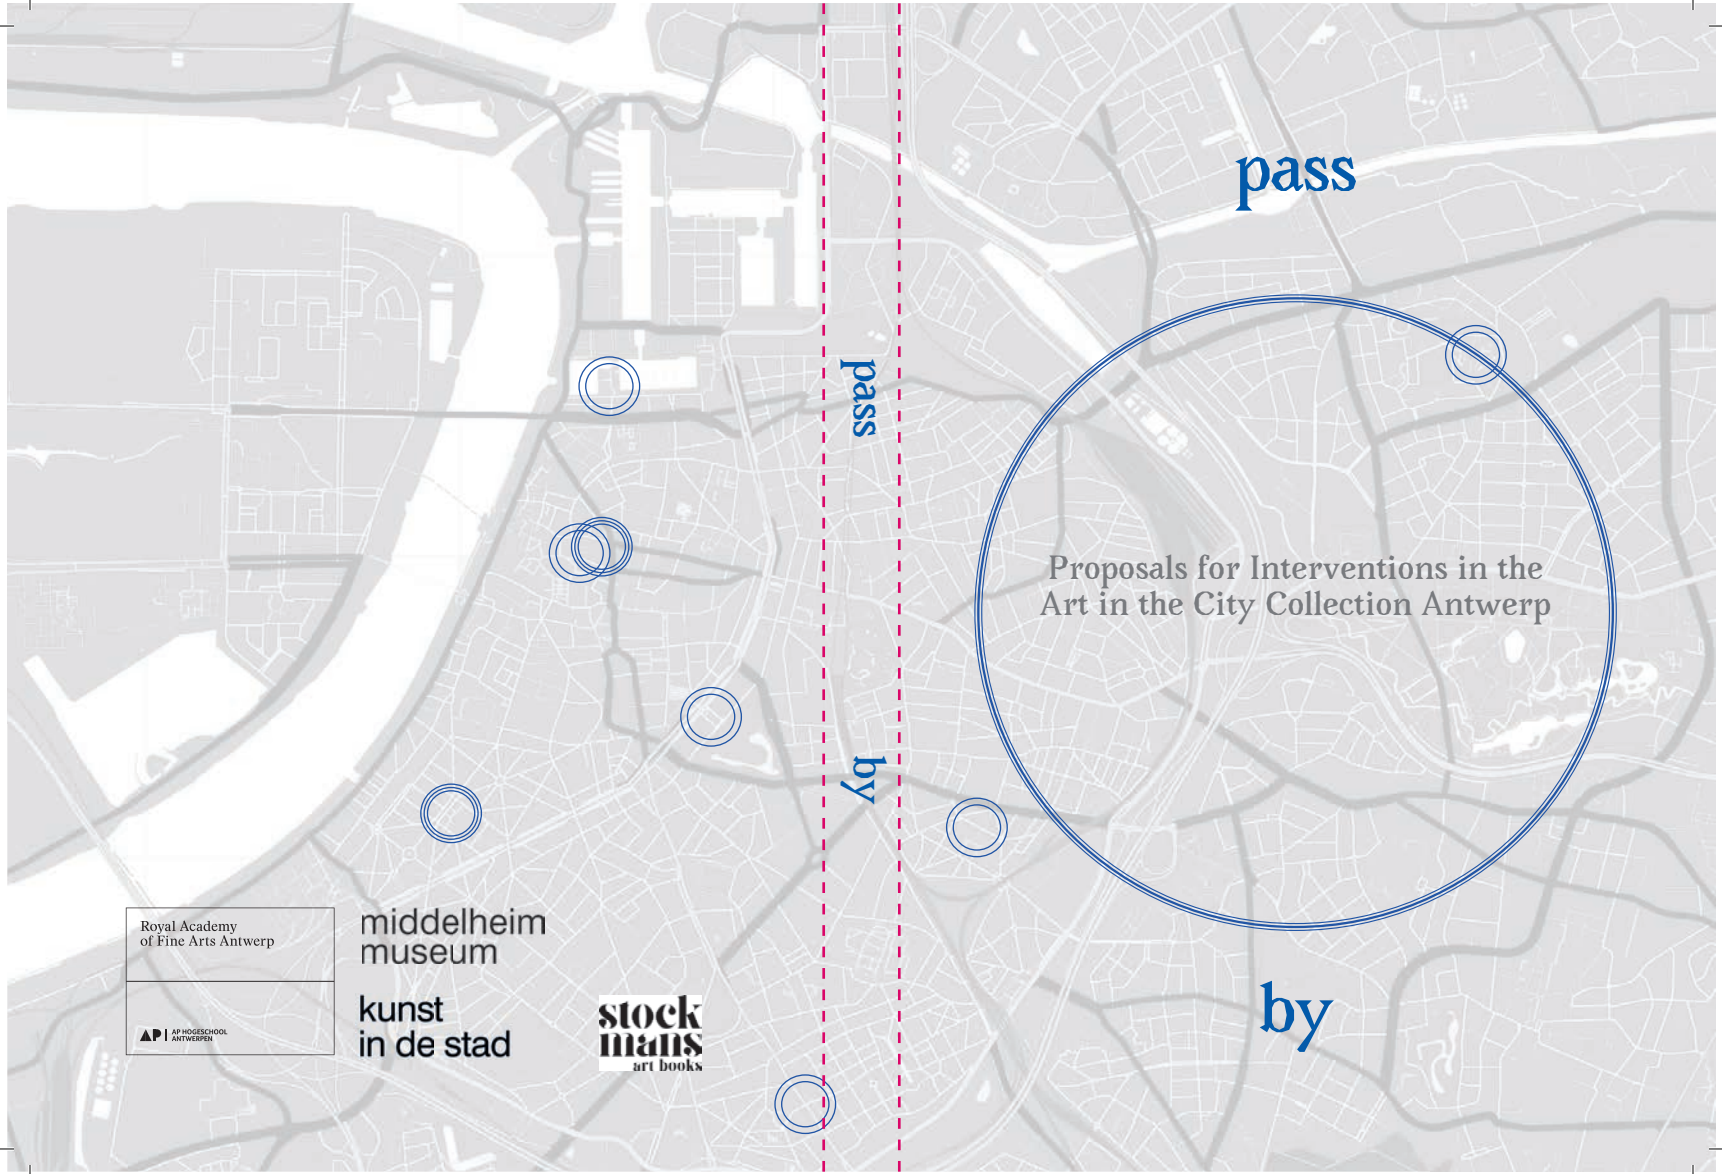 Royal Academy
of Fine Arts Antwerp
AP
AP HOGESCHOOL
ANTWERPEN
middelheim
museum
kunst
in de stad
stock
mans
art books
pass
by
pass
Proposals for Interventions in the
Art in the City Collection Antwerp
by